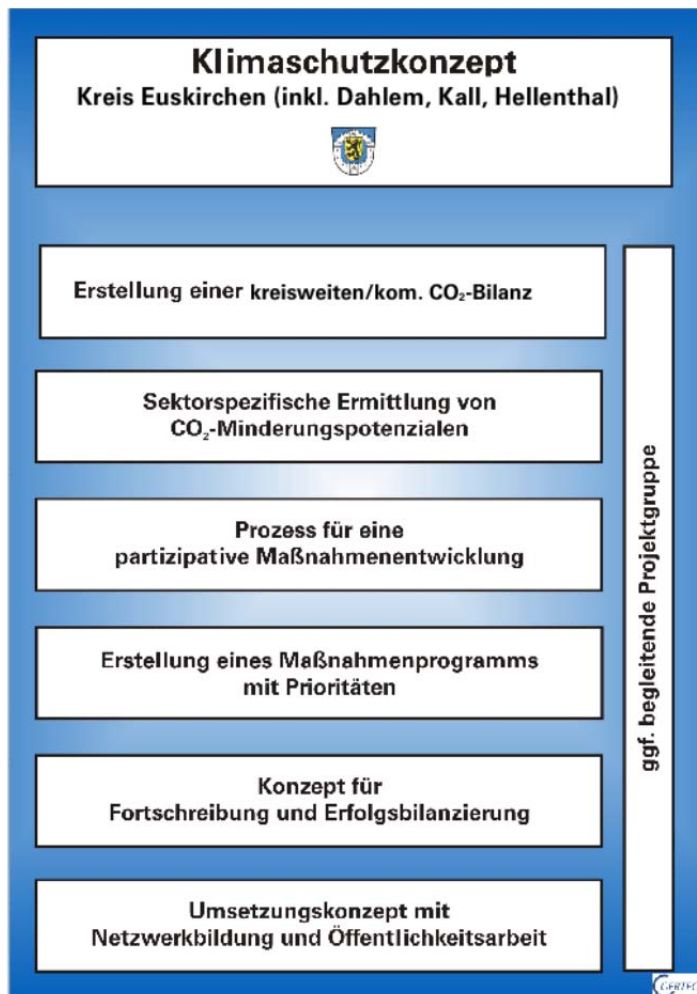 Klimaschutzkonzept
Kreis Euskirchen (inkl. Dahlem, Kall, Hellenthal)
Erstellung einer kreisweiten/kom. CO₂-Bilanz
Sektorspezifische Ermittlung von
CO₂-Minderungspotenzialen
Prozess für eine
partizipative Maßnahmenentwicklung
Erstellung eines Maßnahmenprogramms
mit Prioritäten
Konzept für
Fortschreibung und Erfolgsbilanzierung
Umsetzungskonzept mit
Netzwerkbildung und Öffentlichkeitsarbeit
ggf. begleitende Projektgruppe
GERTEC